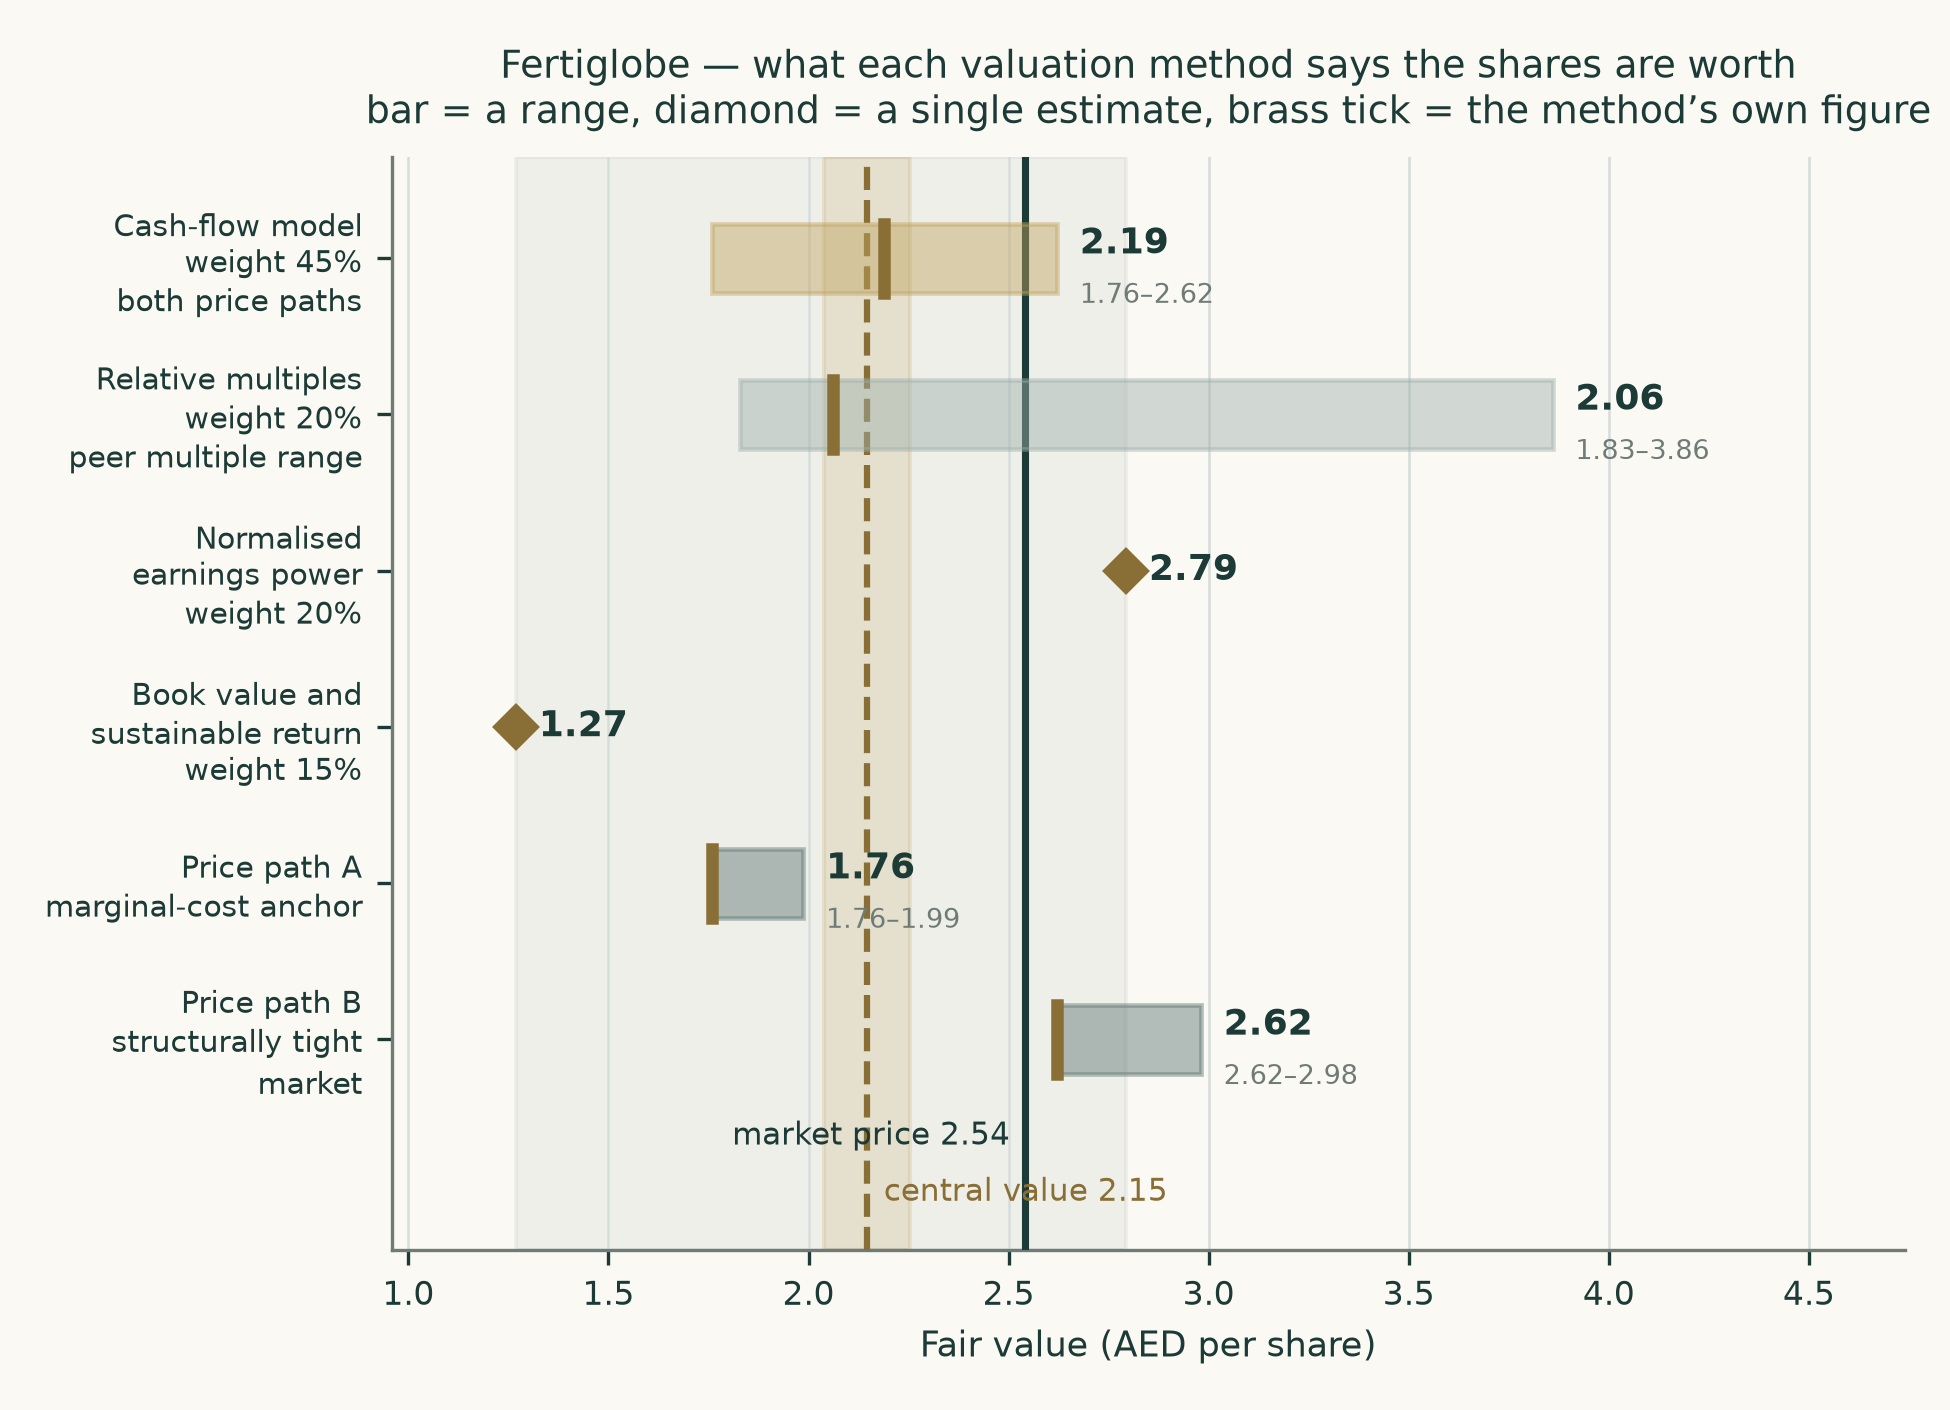 Fertiglobe — what each valuation method says the shares are worth
bar = a range, diamond = a single estimate, brass tick = the method’s own figure
Cash-flow model
weight 45%
both price paths
2.19
1.76–2.62
Relative multiples
weight 20%
peer multiple range
2.06
1.83–3.86
Normalised
earnings power
weight 20%
2.79
Book value and
sustainable return
weight 15%
1.27
Price path A
marginal-cost anchor
1.76
1.76–1.99
Price path B
structurally tight
market
2.62
2.62–2.98
market price 2.54
central value 2.15
1.0 1.5 2.0 2.5 3.0 3.5 4.0 4.5
Fair value (AED per share)